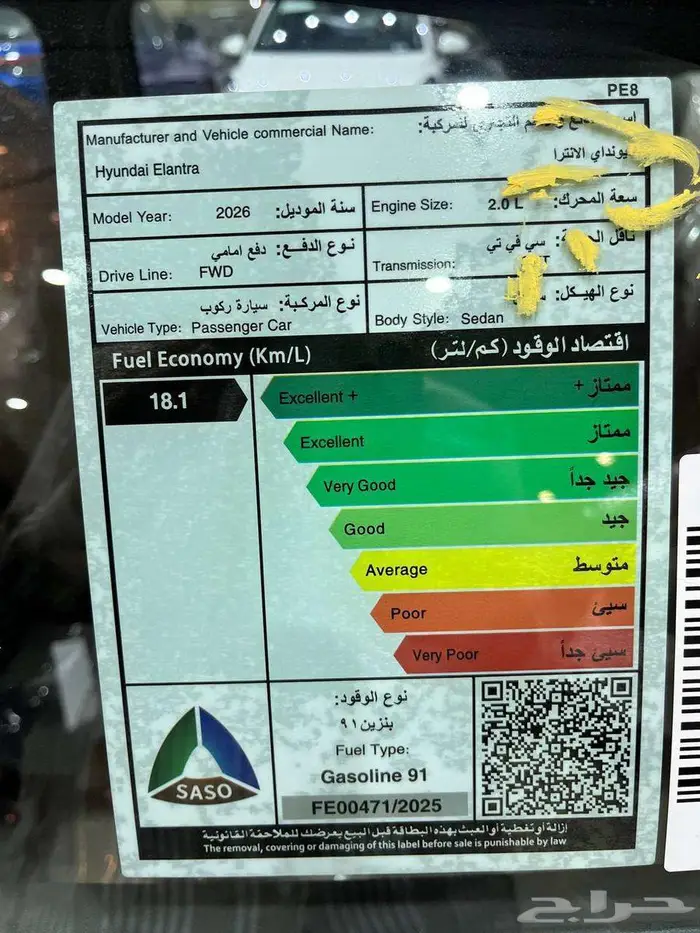 PE8
Manufacturer and Vehicle commercial Name:
لمركبة:
Hyundai Elantra
يونداي الانترا
Model Year: 2026 سنة الموديل:
Engine Size: 2.0 L سعة المحرك:
Drive Line: FWD
نوع الدفع: دفع امامي
Transmission:
ناقل
سي في تي
T
Vehicle Type: Passenger Car
نوع المركبة: سيارة ركوب
Body Style: Sedan
نوع الهيكل:
Fuel Economy (Km/L) اقتصاد الوقود (كم/لتر)
18.1
Excellent + ممتاز +
Excellent ممتاز
Very Good جيد جداً
Good جيد
Average متوسط
Poor سيئ
Very Poor سيئ جداً
SASO
نوع الوقود:
بنزين ٩١
Fuel Type:
Gasoline 91
FE00471/2025
إزالة أو تغطية أو العبث بهذه البطاقة قبل البيع يعرضك للملاحقة القانونية
The removal, covering or damaging of this label before sale is punishable by law
حراج